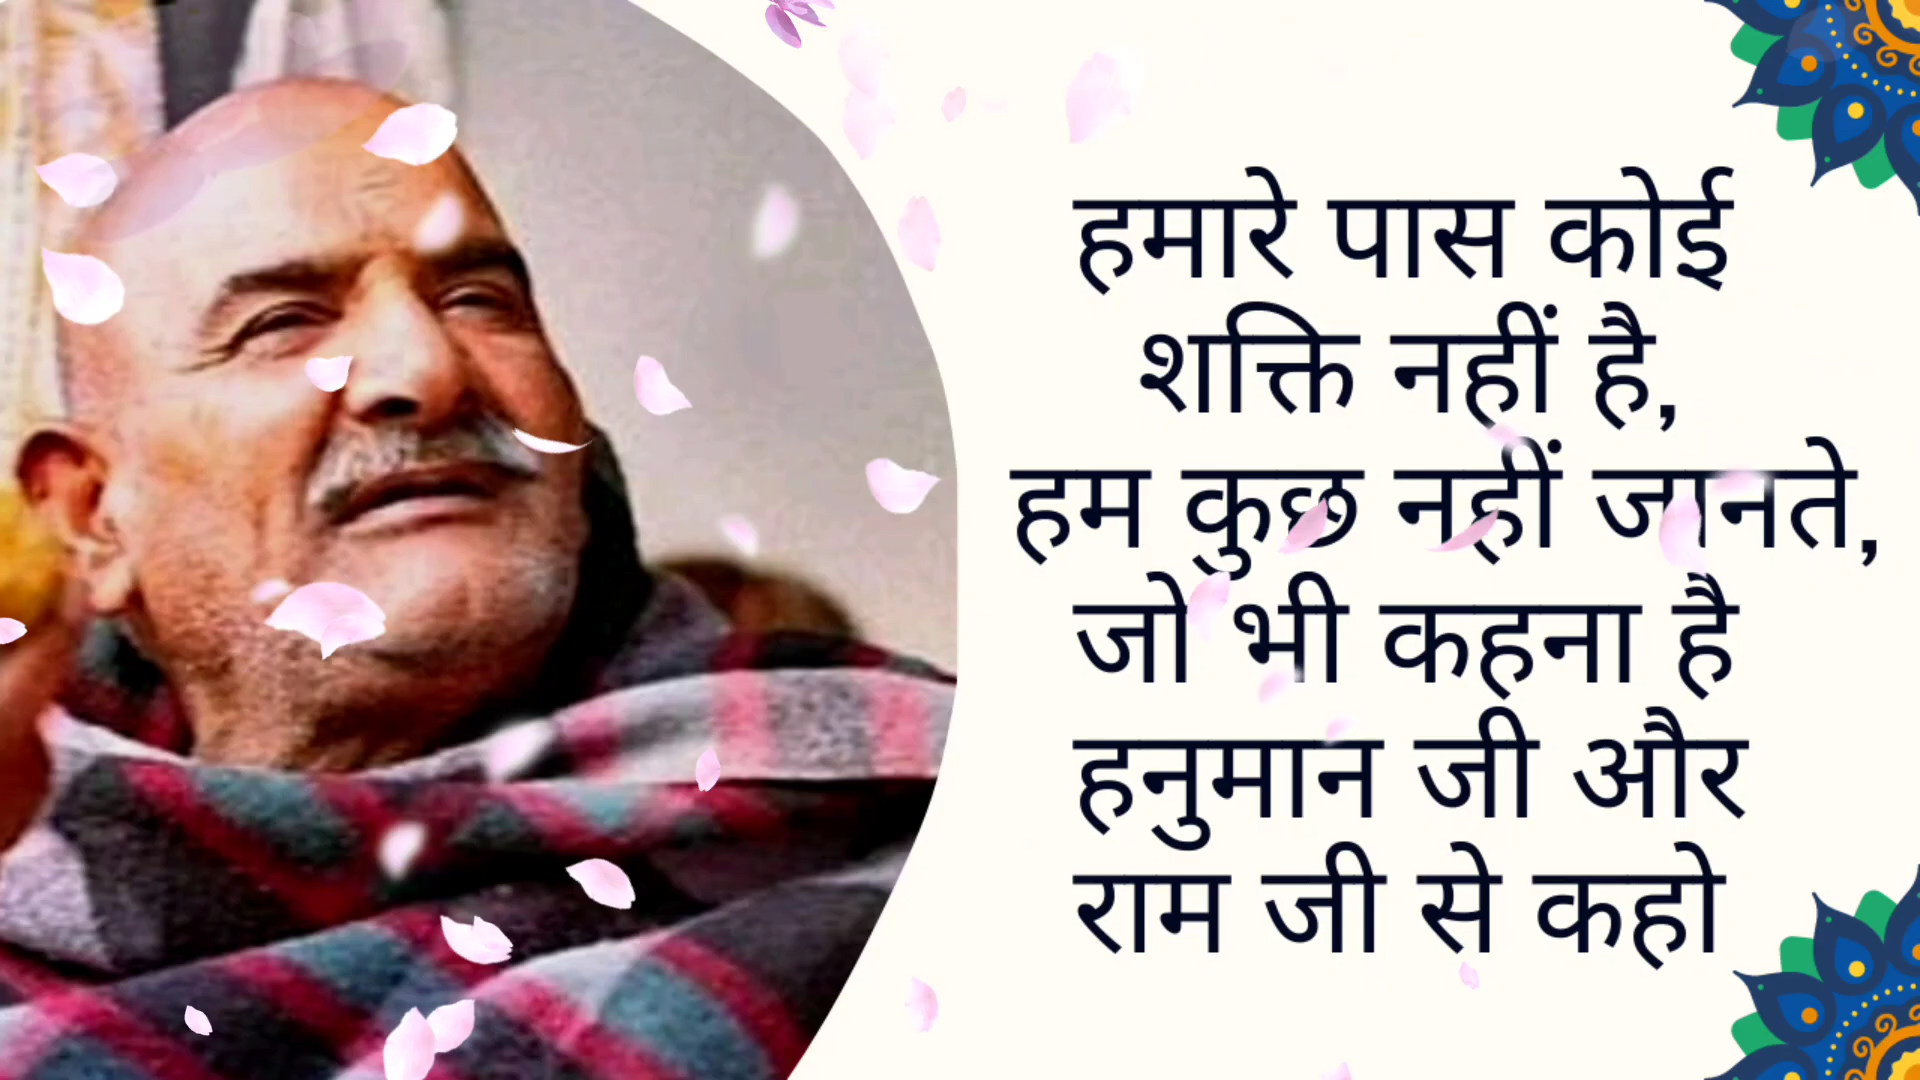 हमारे पास कोई
शक्ति नहीं है,
हम कुछ नहीं जानते,
जो भी कहना है
हनुमान जी और
राम जी से कहो